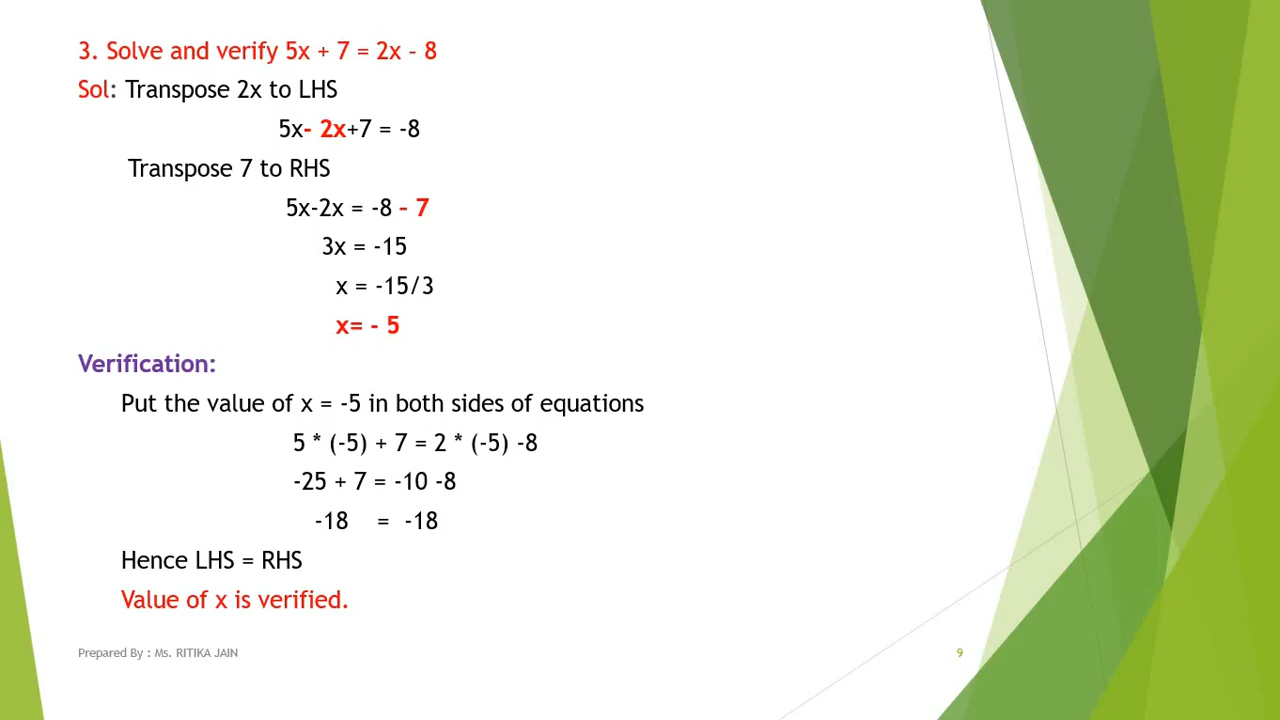 3. Solve and verify 5x + 7 = 2x – 8
Sol: Transpose 2x to LHS
5x- 2x+7 = -8
Transpose 7 to RHS
5x-2x = -8 – 7
3x = -15
x = -15/3
x= - 5
Verification:
Put the value of x = -5 in both sides of equations
5 * (-5) + 7 = 2 * (-5) -8
-25 + 7 = -10 -8
-18 = -18
Hence LHS = RHS
Value of x is verified.
Prepared By : Ms. RITIKA JAIN
9